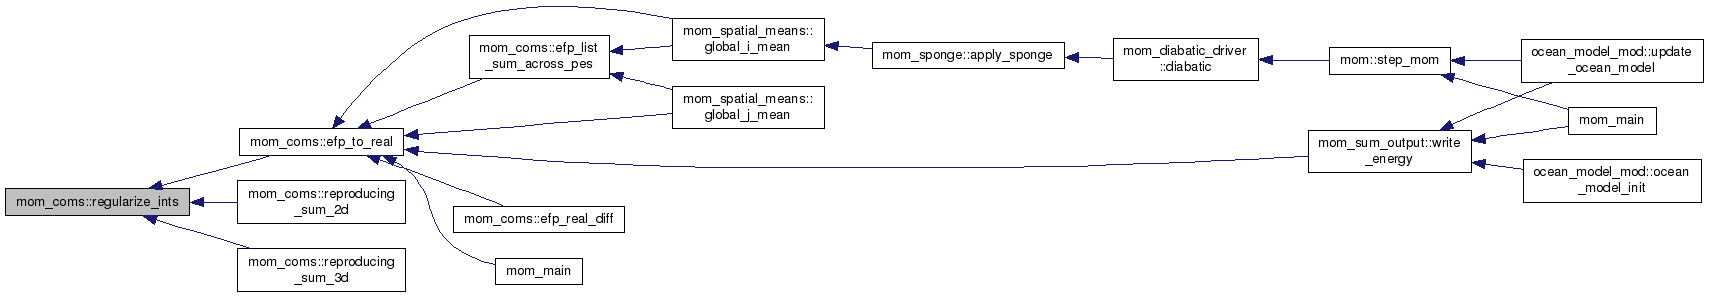 mom_coms::regularize_ints
mom_coms::efp_to_real
mom_coms::reproducing
_sum_2d
mom_coms::reproducing
_sum_3d
mom_coms::efp_list
_sum_across_pes
mom_coms::efp_real_diff
mom_main
mom_spatial_means::
global_i_mean
mom_spatial_means::
global_j_mean
mom_sponge::apply_sponge
mom_diabatic_driver
::diabatic
mom::step_mom
mom_sum_output::write
_energy
ocean_model_mod::update
_ocean_model
mom_main
ocean_model_mod::ocean
_model_init